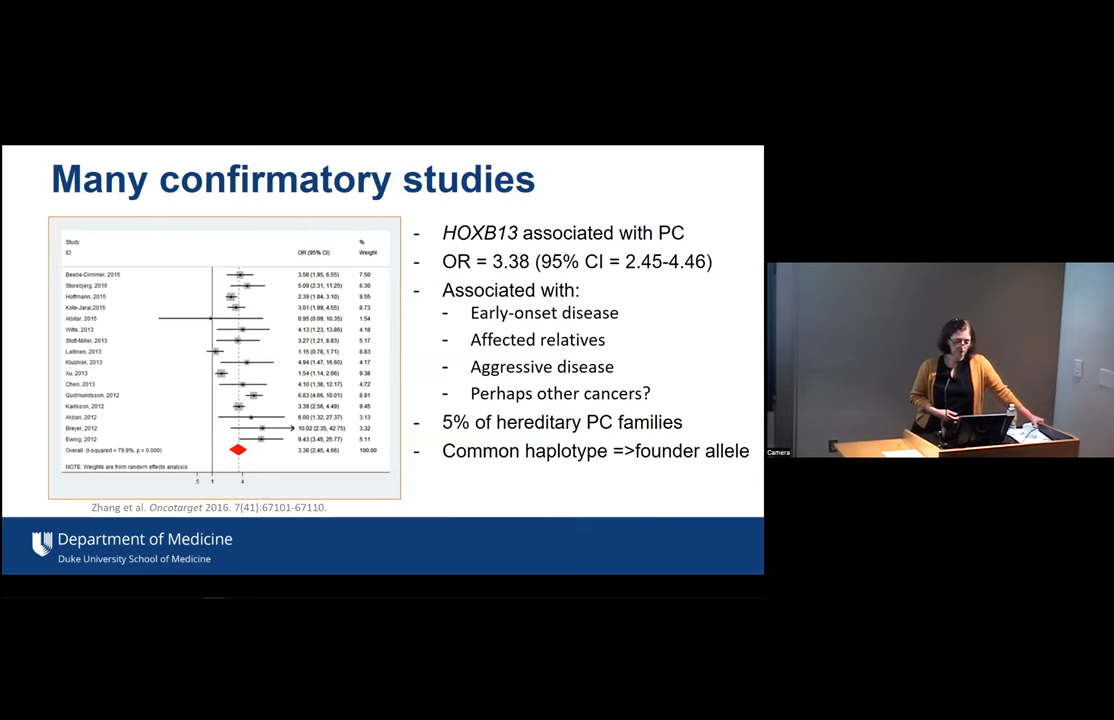 Many confirmatory studies
Study
ID
OR (95% CI)
%
Weight
Beebe-Dimmer, 2015 3.58 (1.95, 6.55) 7.50
Storebjerg, 2016 5.09 (2.31, 11.25) 6.30
Hoffmann, 2015 2.39 (1.84, 3.10) 9.55
Kote-Jarai, 2015 3.01 (1.99, 4.55) 8.73
Albitar, 2015 0.95 (0.09, 10.35) 1.54
Witte, 2013 4.13 (1.23, 13.86) 4.18
Stott-Miller, 2013 3.27 (1.21, 8.83) 5.17
Laitinen, 2013 1.15 (0.78, 1.71) 8.83
Kluzniak, 2013 4.94 (1.47, 16.60) 4.17
Xu, 2013 1.54 (1.14, 2.06) 9.38
Chen, 2013 4.10 (1.38, 12.17) 4.72
Gudmundsson, 2012 6.83 (4.66, 10.01) 8.91
Karlsson, 2012 3.39 (2.56, 4.49) 9.45
Akbari, 2012 6.00 (1.32, 27.37) 3.13
Breyer, 2012 10.02 (2.35, 42.75) 3.32
Ewing, 2012 9.43 (3.45, 25.77) 5.11
Overall (I-squared = 79.8%, p = 0.000) 3.38 (2.45, 4.66) 100.00
NOTE: Weights are from random effects analysis
.5 1 4
Zhang et al. Oncotarget 2016. 7(41):67101-67110.
- HOXB13 associated with PC
- OR = 3.38 (95% CI = 2.45-4.46)
- Associated with:
- Early-onset disease
- Affected relatives
- Aggressive disease
- Perhaps other cancers?
- 5% of hereditary PC families
- Common haplotype =>founder allele
Department of Medicine
Duke University School of Medicine
Camera